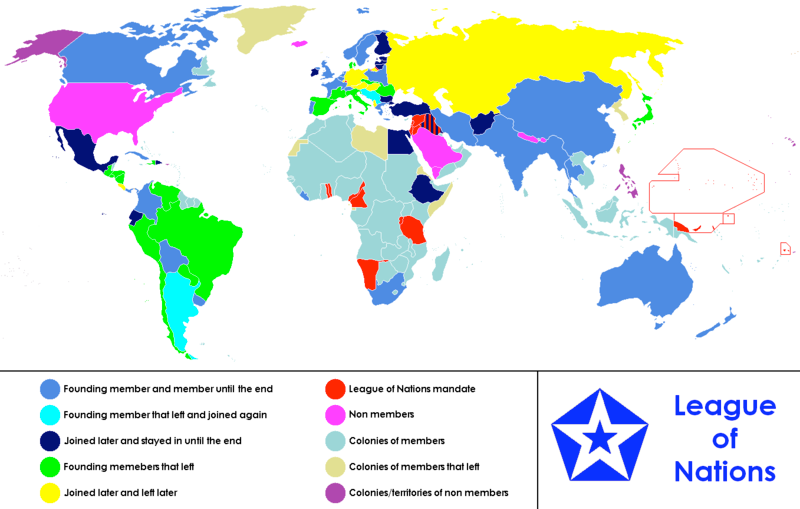 Founding member and member until the end
Founding member that left and joined again
Joined later and stayed in until the end
Founding memebers that left
Joined later and left later
League of Nations mandate
Non members
Colonies of members
Colonies of members that left
Colonies/territories of non members
League
of
Nations